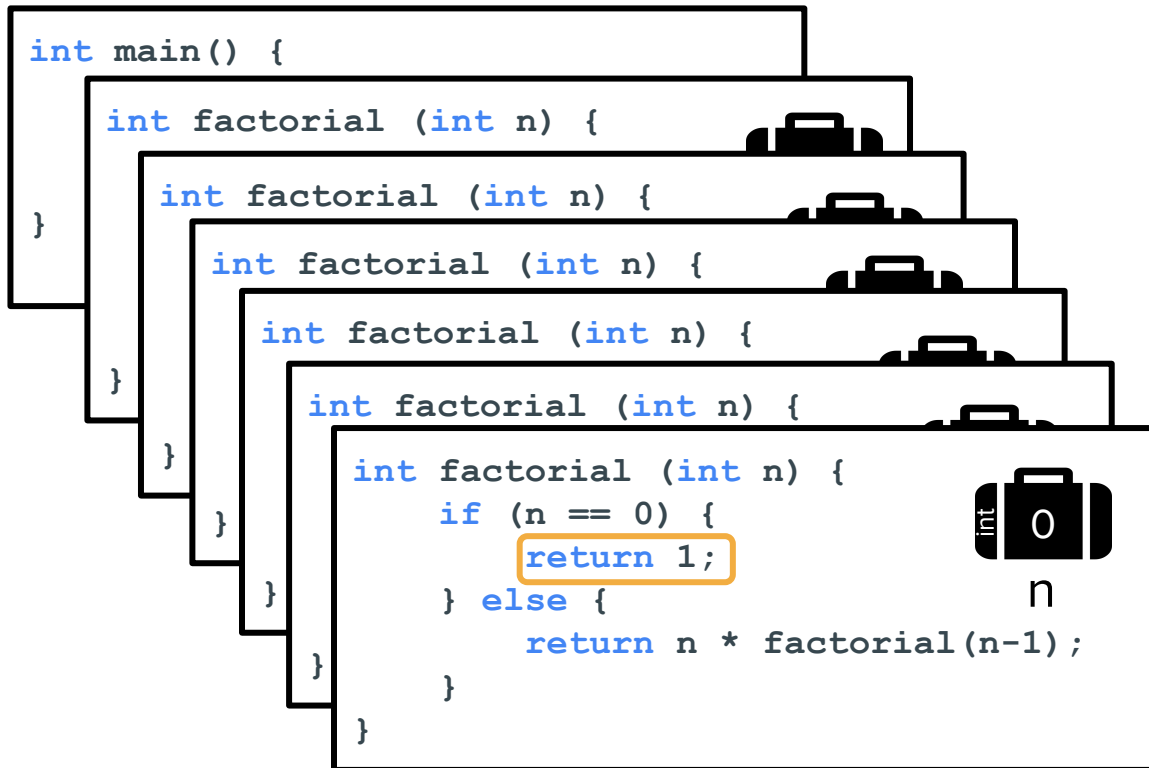 int main() {
int factorial (int n) {
int factorial (int n) {
}
int factorial (int n) {
int factorial (int n) {
}
int factorial (int n) {
}
int factorial (int n) {
if (n == 0) {
int
0
}
return 1;
}
} else {
n
return n * factorial(n-1);
}
}
}